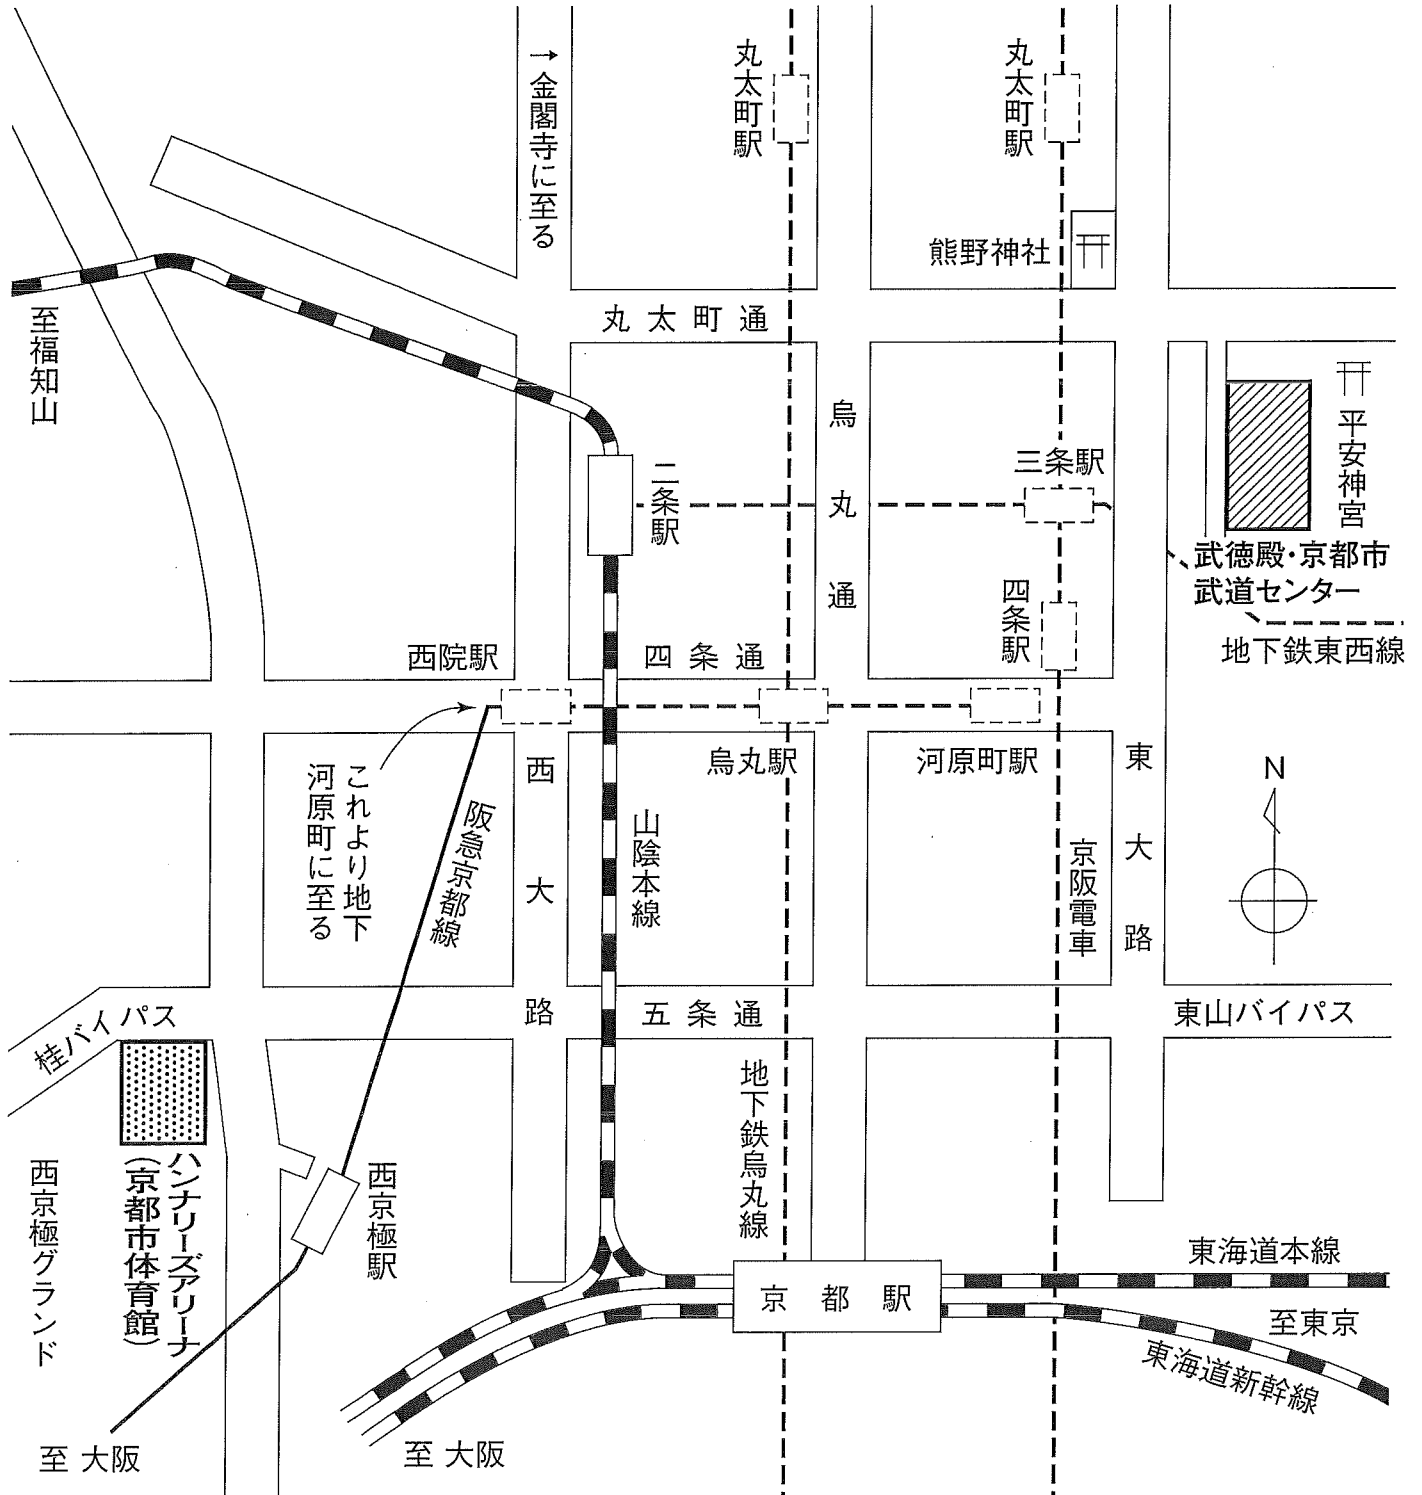 →金閣寺に至る
丸太町駅
丸太町駅
熊野神社
至福知山
丸太町通
烏丸通
平安神宮
二条駅
三条駅
武徳殿・京都市
武道センター
四条駅
地下鉄東西線
西院駅
四条通
烏丸駅
河原町駅
これより地下
河原町に至る
阪急京都線
西大路
山陰本線
京阪電車
東大路
N
桂バイパス
五条通
東山バイパス
地下鉄烏丸線
西京極グランド
ハンナリーズアリーナ
(京都市体育館)
西京極駅
京都駅
東海道本線
至東京
東海道新幹線
至 大阪
至 大阪